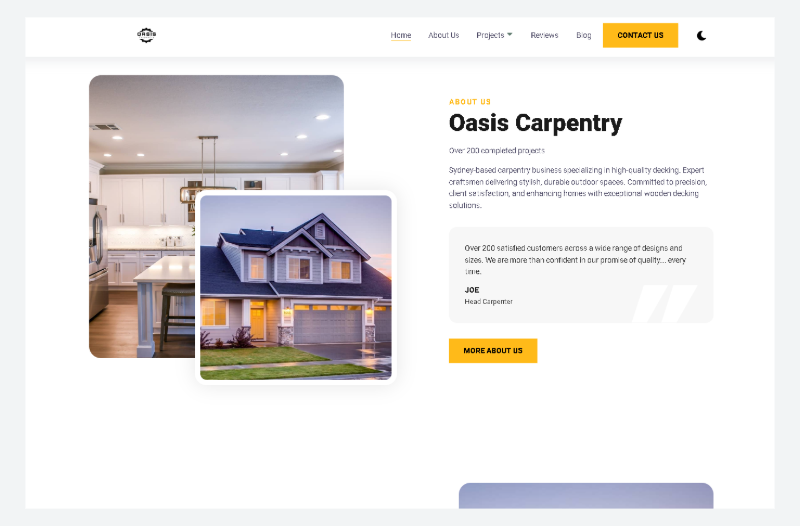 OASIS
Home About Us Projects Reviews Blog CONTACT US
ABOUT US
Oasis Carpentry
Over 200 completed projects
Sydney-based carpentry business specializing in high-quality decking. Expert
craftsmen delivering stylish, durable outdoor spaces. Committed to precision,
client satisfaction, and enhancing homes with exceptional wooden decking
solutions.
Over 200 satisfied customers across a wide range of designs and
sizes. We are more than confident in our promise of quality... every
time.
JOE
Head Carpenter
MORE ABOUT US